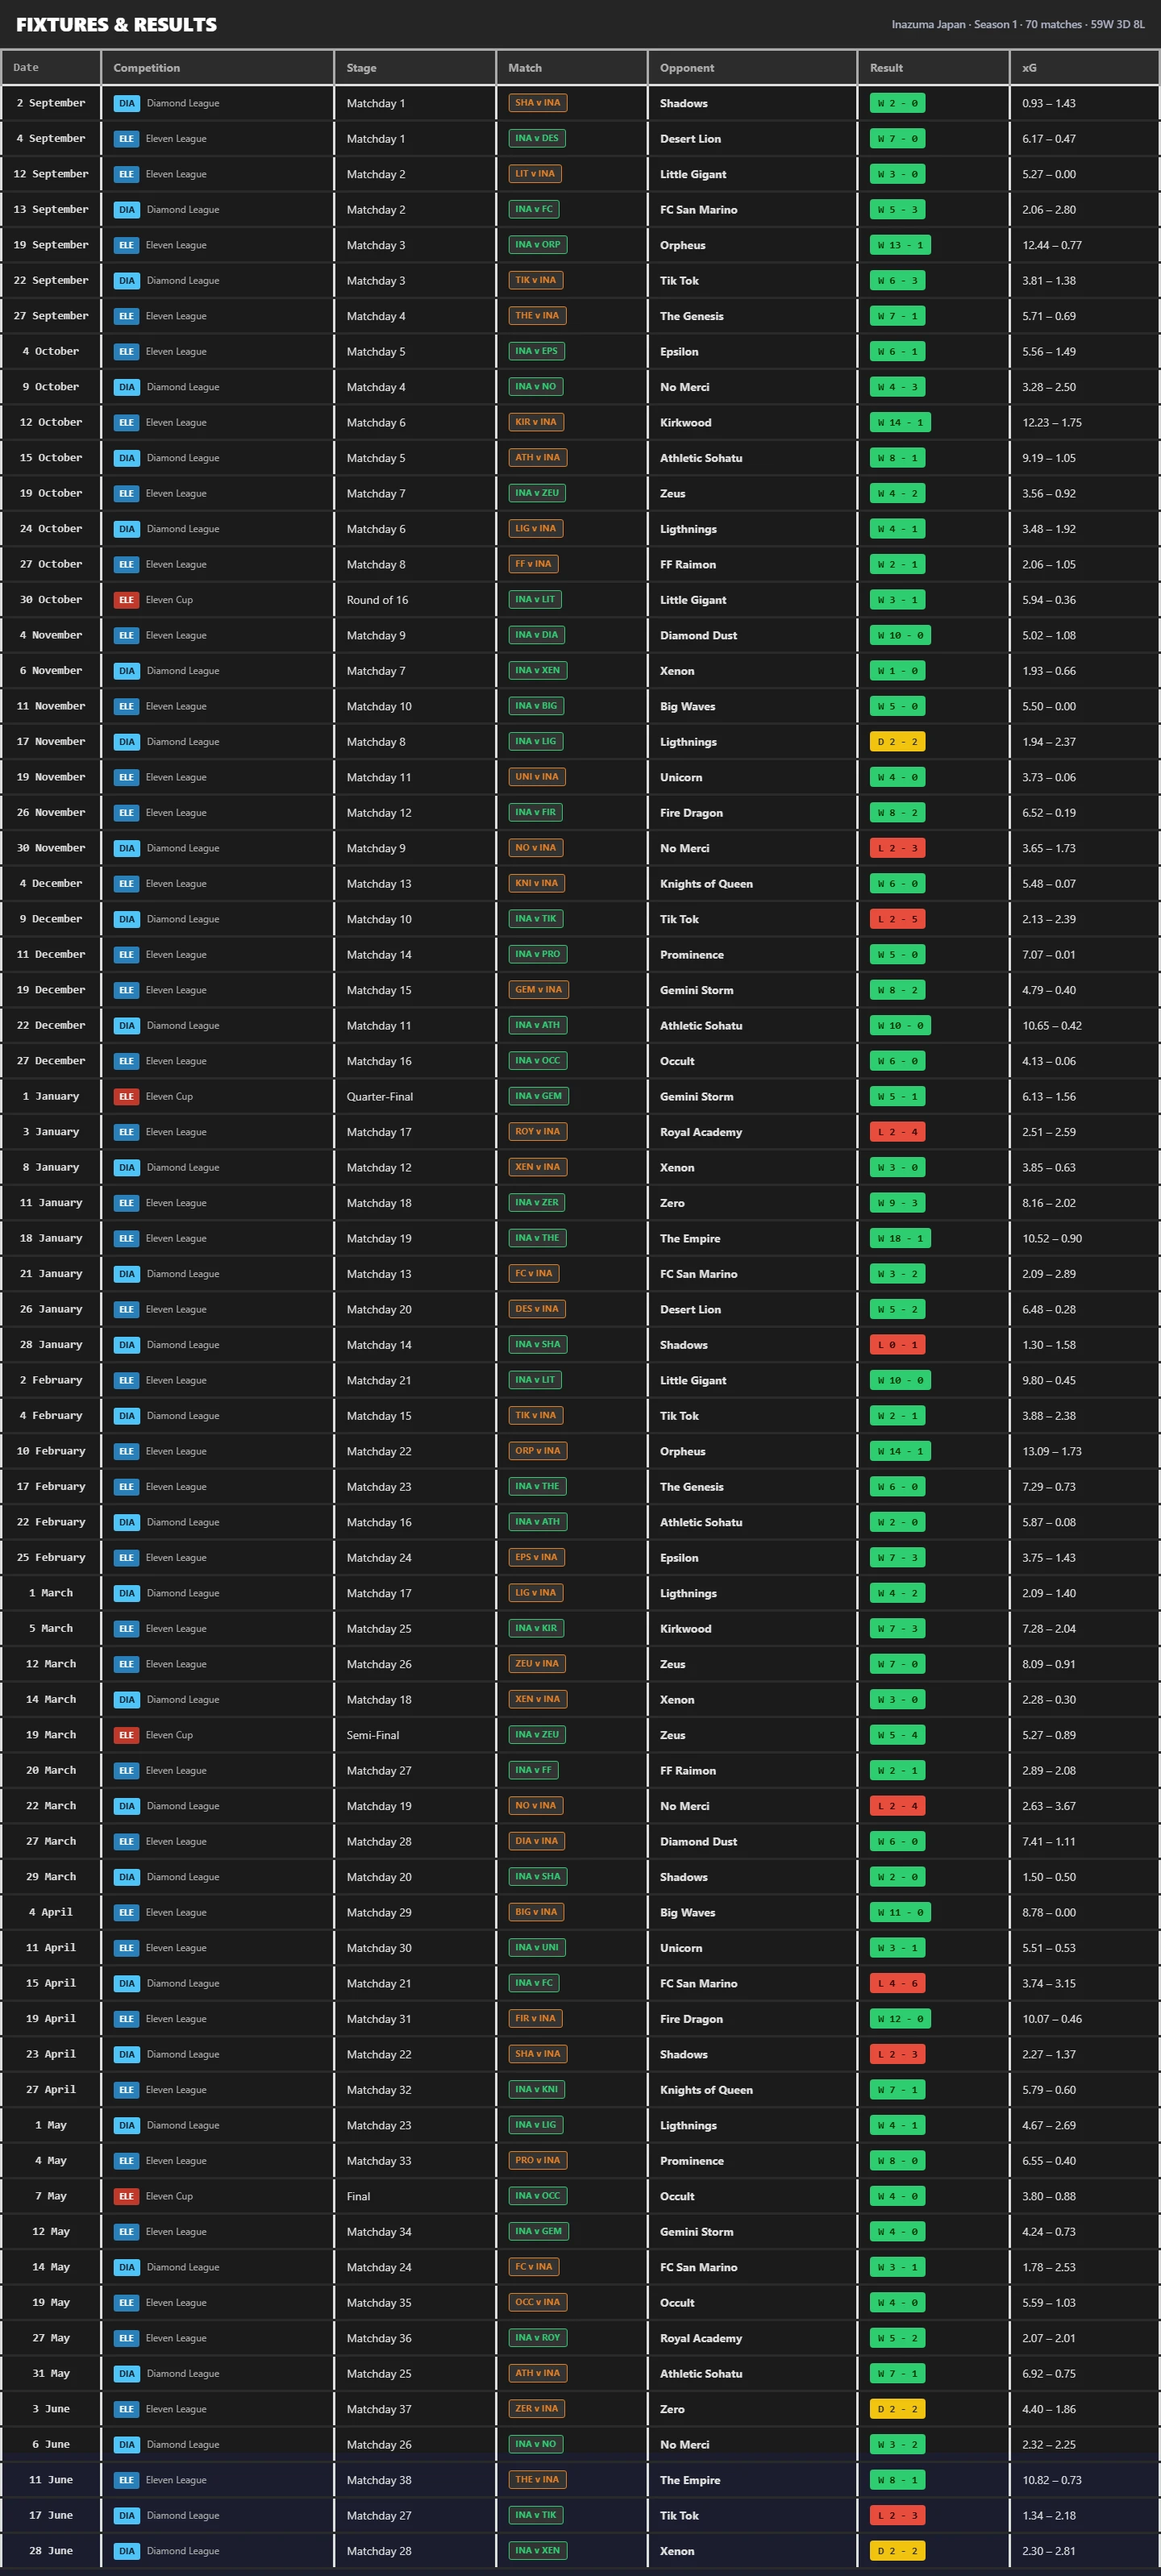 FIXTURES & RESULTS Inazuma Japan · Season 1 · 70 matches · 59W 3D 8L
Date Competition Stage Match Opponent Result xG
2 September DIA Diamond League Matchday 1 SHA v INA Shadows W 2 - 0 0.93 – 1.43
4 September ELE Eleven League Matchday 1 INA v DES Desert Lion W 7 - 0 6.17 – 0.47
12 September ELE Eleven League Matchday 2 LIT v INA Little Gigant W 3 - 0 5.27 – 0.00
13 September DIA Diamond League Matchday 2 INA v FC FC San Marino W 5 - 3 2.06 – 2.80
19 September ELE Eleven League Matchday 3 INA v ORP Orpheus W 13 - 1 12.44 – 0.77
22 September DIA Diamond League Matchday 3 TIK v INA Tik Tok W 6 - 3 3.81 – 1.38
27 September ELE Eleven League Matchday 4 THE v INA The Genesis W 7 - 1 5.71 – 0.69
4 October ELE Eleven League Matchday 5 INA v EPS Epsilon W 6 - 1 5.56 – 1.49
9 October DIA Diamond League Matchday 4 INA v NO No Merci W 4 - 3 3.28 – 2.50
12 October ELE Eleven League Matchday 6 KIR v INA Kirkwood W 14 - 1 12.23 – 1.75
15 October DIA Diamond League Matchday 5 ATH v INA Athletic Sohatu W 8 - 1 9.19 – 1.05
19 October ELE Eleven League Matchday 7 INA v ZEU Zeus W 4 - 2 3.56 – 0.92
24 October DIA Diamond League Matchday 6 LIG v INA Ligthnings W 4 - 1 3.48 – 1.92
27 October ELE Eleven League Matchday 8 FF v INA FF Raimon W 2 - 1 2.06 – 1.05
30 October ELE Eleven Cup Round of 16 INA v LIT Little Gigant W 3 - 1 5.94 – 0.36
4 November ELE Eleven League Matchday 9 INA v DIA Diamond Dust W 10 - 0 5.02 – 1.08
6 November DIA Diamond League Matchday 7 INA v XEN Xenon W 1 - 0 1.93 – 0.66
11 November ELE Eleven League Matchday 10 INA v BIG Big Waves W 5 - 0 5.50 – 0.00
17 November DIA Diamond League Matchday 8 INA v LIG Ligthnings D 2 - 2 1.94 – 2.37
19 November ELE Eleven League Matchday 11 UNI v INA Unicorn W 4 - 0 3.73 – 0.06
26 November ELE Eleven League Matchday 12 INA v FIR Fire Dragon W 8 - 2 6.52 – 0.19
30 November DIA Diamond League Matchday 9 NO v INA No Merci L 2 - 3 3.65 – 1.73
4 December ELE Eleven League Matchday 13 KNI v INA Knights of Queen W 6 - 0 5.48 – 0.07
9 December DIA Diamond League Matchday 10 INA v TIK Tik Tok L 2 - 5 2.13 – 2.39
11 December ELE Eleven League Matchday 14 INA v PRO Prominence W 5 - 0 7.07 – 0.01
19 December ELE Eleven League Matchday 15 GEM v INA Gemini Storm W 8 - 2 4.79 – 0.40
22 December DIA Diamond League Matchday 11 INA v ATH Athletic Sohatu W 10 - 0 10.65 – 0.42
27 December ELE Eleven League Matchday 16 INA v OCC Occult W 6 - 0 4.13 – 0.06
1 January ELE Eleven Cup Quarter-Final INA v GEM Gemini Storm W 5 - 1 6.13 – 1.56
3 January ELE Eleven League Matchday 17 ROY v INA Royal Academy L 2 - 4 2.51 – 2.59
8 January DIA Diamond League Matchday 12 XEN v INA Xenon W 3 - 0 3.85 – 0.63
11 January ELE Eleven League Matchday 18 INA v ZER Zero W 9 - 3 8.16 – 2.02
18 January ELE Eleven League Matchday 19 INA v THE The Empire W 18 - 1 10.52 – 0.90
21 January DIA Diamond League Matchday 13 FC v INA FC San Marino W 3 - 2 2.09 – 2.89
26 January ELE Eleven League Matchday 20 DES v INA Desert Lion W 5 - 2 6.48 – 0.28
28 January DIA Diamond League Matchday 14 INA v SHA Shadows L 0 - 1 1.30 – 1.58
2 February ELE Eleven League Matchday 21 INA v LIT Little Gigant W 10 - 0 9.80 – 0.45
4 February DIA Diamond League Matchday 15 TIK v INA Tik Tok W 2 - 1 3.88 – 2.38
10 February ELE Eleven League Matchday 22 ORP v INA Orpheus W 14 - 1 13.09 – 1.73
17 February ELE Eleven League Matchday 23 INA v THE The Genesis W 6 - 0 7.29 – 0.73
22 February DIA Diamond League Matchday 16 INA v ATH Athletic Sohatu W 2 - 0 5.87 – 0.08
25 February ELE Eleven League Matchday 24 EPS v INA Epsilon W 7 - 3 3.75 – 1.43
1 March DIA Diamond League Matchday 17 LIG v INA Ligthnings W 4 - 2 2.09 – 1.40
5 March ELE Eleven League Matchday 25 INA v KIR Kirkwood W 7 - 3 7.28 – 2.04
12 March ELE Eleven League Matchday 26 ZEU v INA Zeus W 7 - 0 8.09 – 0.91
14 March DIA Diamond League Matchday 18 XEN v INA Xenon W 3 - 0 2.28 – 0.30
19 March ELE Eleven Cup Semi-Final INA v ZEU Zeus W 5 - 4 5.27 – 0.89
20 March ELE Eleven League Matchday 27 INA v FF FF Raimon W 2 - 1 2.89 – 2.08
22 March DIA Diamond League Matchday 19 NO v INA No Merci L 2 - 4 2.63 – 3.67
27 March ELE Eleven League Matchday 28 DIA v INA Diamond Dust W 6 - 0 7.41 – 1.11
29 March DIA Diamond League Matchday 20 INA v SHA Shadows W 2 - 0 1.50 – 0.50
4 April ELE Eleven League Matchday 29 BIG v INA Big Waves W 11 - 0 8.78 – 0.00
11 April ELE Eleven League Matchday 30 INA v UNI Unicorn W 3 - 1 5.51 – 0.53
15 April DIA Diamond League Matchday 21 INA v FC FC San Marino L 4 - 6 3.74 – 3.15
19 April ELE Eleven League Matchday 31 FIR v INA Fire Dragon W 12 - 0 10.07 – 0.46
23 April DIA Diamond League Matchday 22 SHA v INA Shadows L 2 - 3 2.27 – 1.37
27 April ELE Eleven League Matchday 32 INA v KNI Knights of Queen W 7 - 1 5.79 – 0.60
1 May DIA Diamond League Matchday 23 INA v LIG Ligthnings W 4 - 1 4.67 – 2.69
4 May ELE Eleven League Matchday 33 PRO v INA Prominence W 8 - 0 6.55 – 0.40
7 May ELE Eleven Cup Final INA v OCC Occult W 4 - 0 3.80 – 0.88
12 May ELE Eleven League Matchday 34 INA v GEM Gemini Storm W 4 - 0 4.24 – 0.73
14 May DIA Diamond League Matchday 24 FC v INA FC San Marino W 3 - 1 1.78 – 2.53
19 May ELE Eleven League Matchday 35 OCC v INA Occult W 4 - 0 5.59 – 1.03
27 May ELE Eleven League Matchday 36 INA v ROY Royal Academy W 5 - 2 2.07 – 2.01
31 May DIA Diamond League Matchday 25 ATH v INA Athletic Sohatu W 7 - 1 6.92 – 0.75
3 June ELE Eleven League Matchday 37 ZER v INA Zero D 2 - 2 4.40 – 1.86
6 June DIA Diamond League Matchday 26 INA v NO No Merci W 3 - 2 2.32 – 2.25
11 June ELE Eleven League Matchday 38 THE v INA The Empire W 8 - 1 10.82 – 0.73
17 June DIA Diamond League Matchday 27 INA v TIK Tik Tok L 2 - 3 1.34 – 2.18
28 June DIA Diamond League Matchday 28 INA v XEN Xenon D 2 - 2 2.30 – 2.81